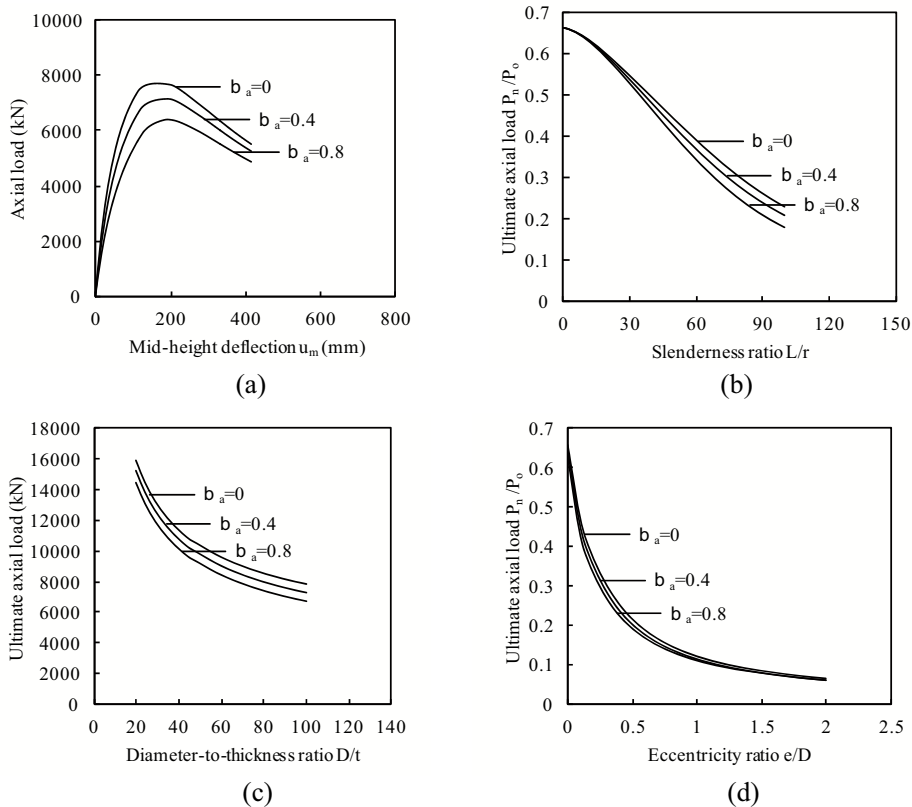 10000
8000
6000
4000
2000
0
Axial load (kN)
b a=0
b a=0.4
b a=0.8
0 200 400 600 800
Mid-height deflection um (mm)
(a)
0.7
0.6
0.5
0.4
0.3
0.2
0.1
0
Ultimate axial load Pn/Po
b a=0
b a=0.4
b a=0.8
0 30 60 90 120 150
Slenderness ratio L/r
(b)
18000
16000
14000
12000
10000
8000
6000
4000
2000
0
Ultimate axial load (kN)
b a=0
b a=0.4
b a=0.8
0 20 40 60 80 100 120 140
Diameter-to-thickness ratio D/t
(c)
0.7
0.6
0.5
0.4
0.3
0.2
0.1
0
Ultimate axial load Pn/Po
b a=0
b a=0.4
b a=0.8
0 0.5 1 1.5 2 2.5
Eccentricity ratio e/D
(d)